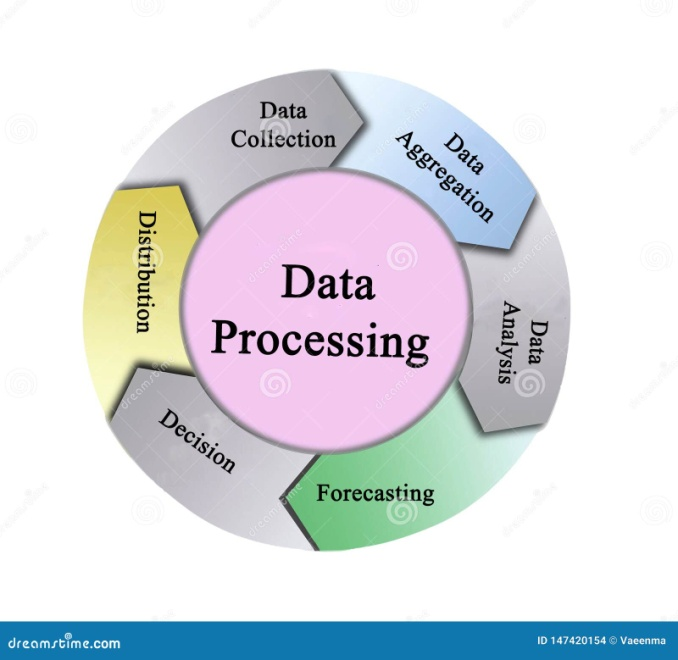 Data
Collection
Data
Aggregation
Data
Analysis
Forecasting
Decision
Distribution
Data
Processing
dreamstime.com
ID 147420154 © Vaeenma